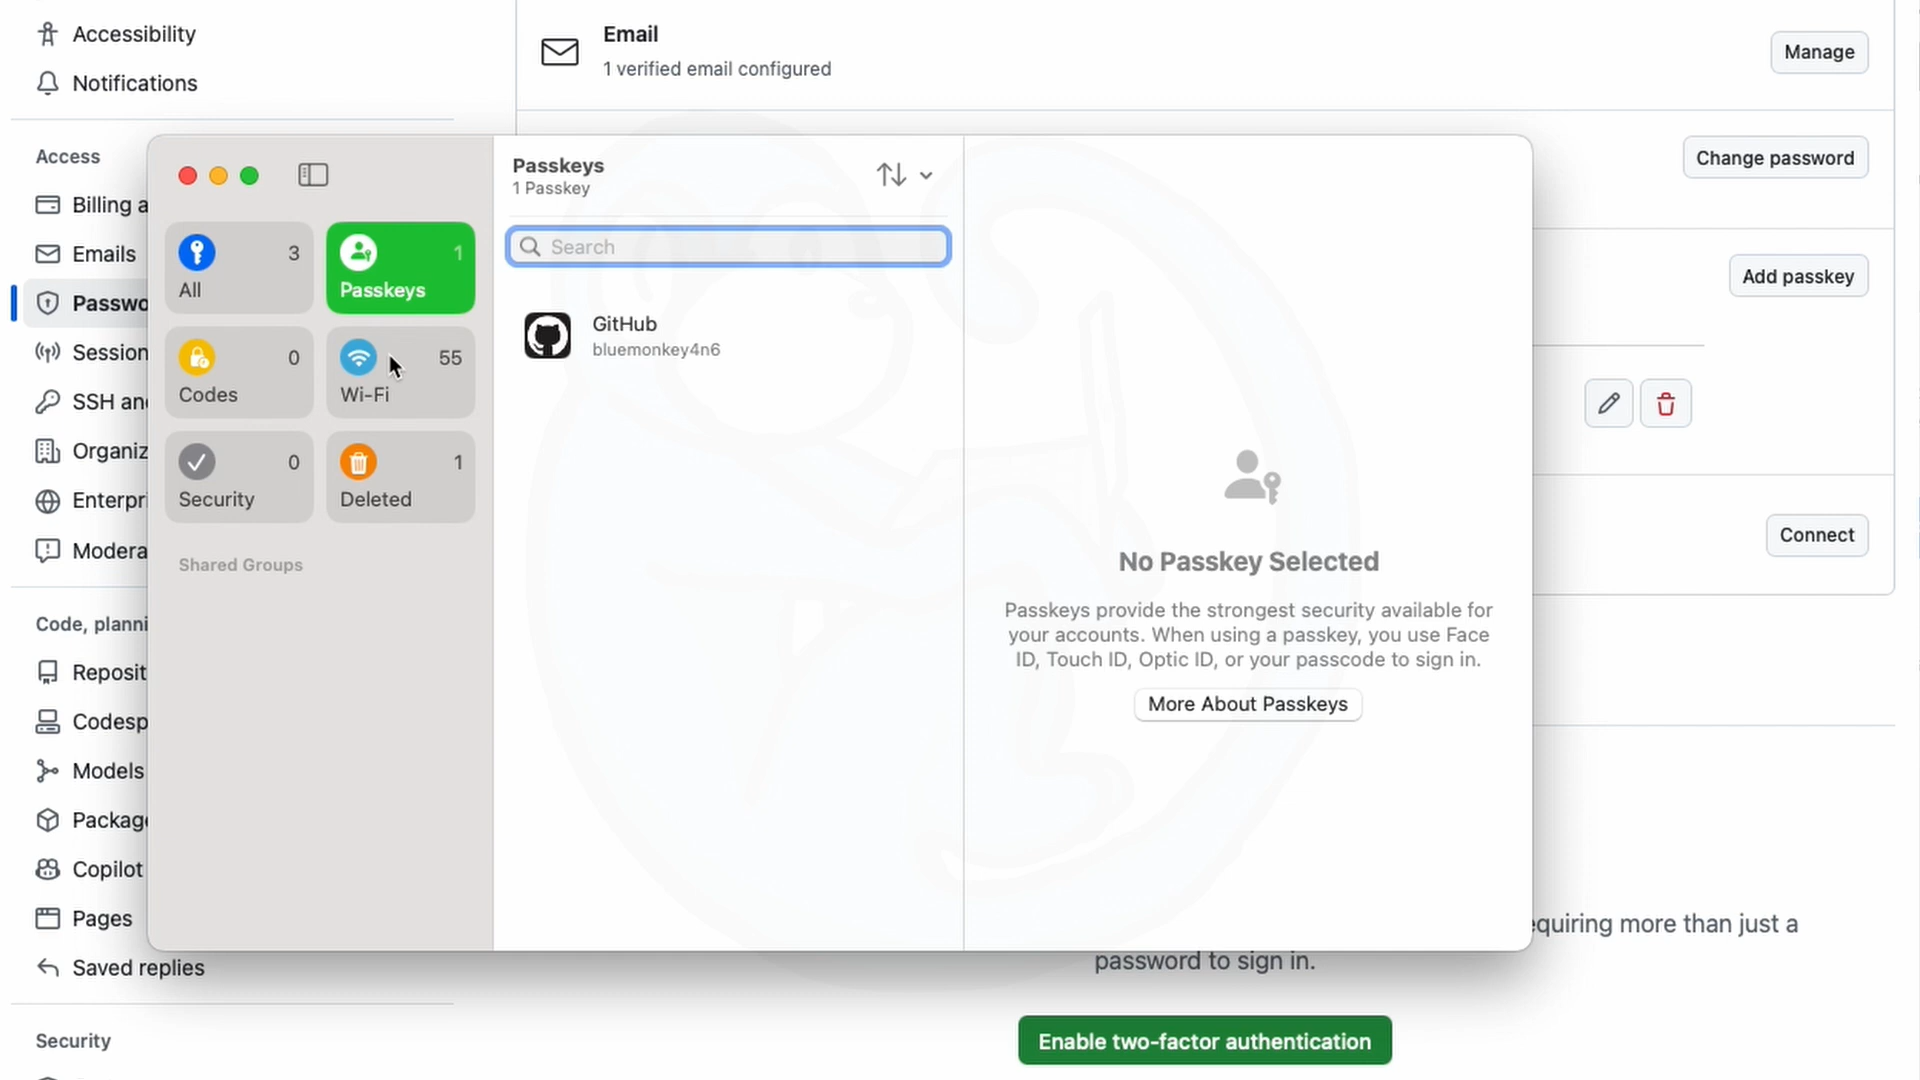 Accessibility
Notifications
Access
Billing a
Emails
Passwo
Session
SSH and
Organiz
Enterpri
Modera
Code, planni
Reposit
Codesp
Models
Package
Copilot
Pages
Saved replies
Security
Email
1 verified email configured
Manage
Change password
Add passkey
Connect
equiring more than just a
password to sign in.
Enable two-factor authentication
3
All
1
Passkeys
0
Codes
55
Wi-Fi
0
Security
1
Deleted
Shared Groups
Passkeys
1 Passkey
Search
GitHub
bluemonkey4n6
No Passkey Selected
Passkeys provide the strongest security available for
your accounts. When using a passkey, you use Face
ID, Touch ID, Optic ID, or your passcode to sign in.
More About Passkeys